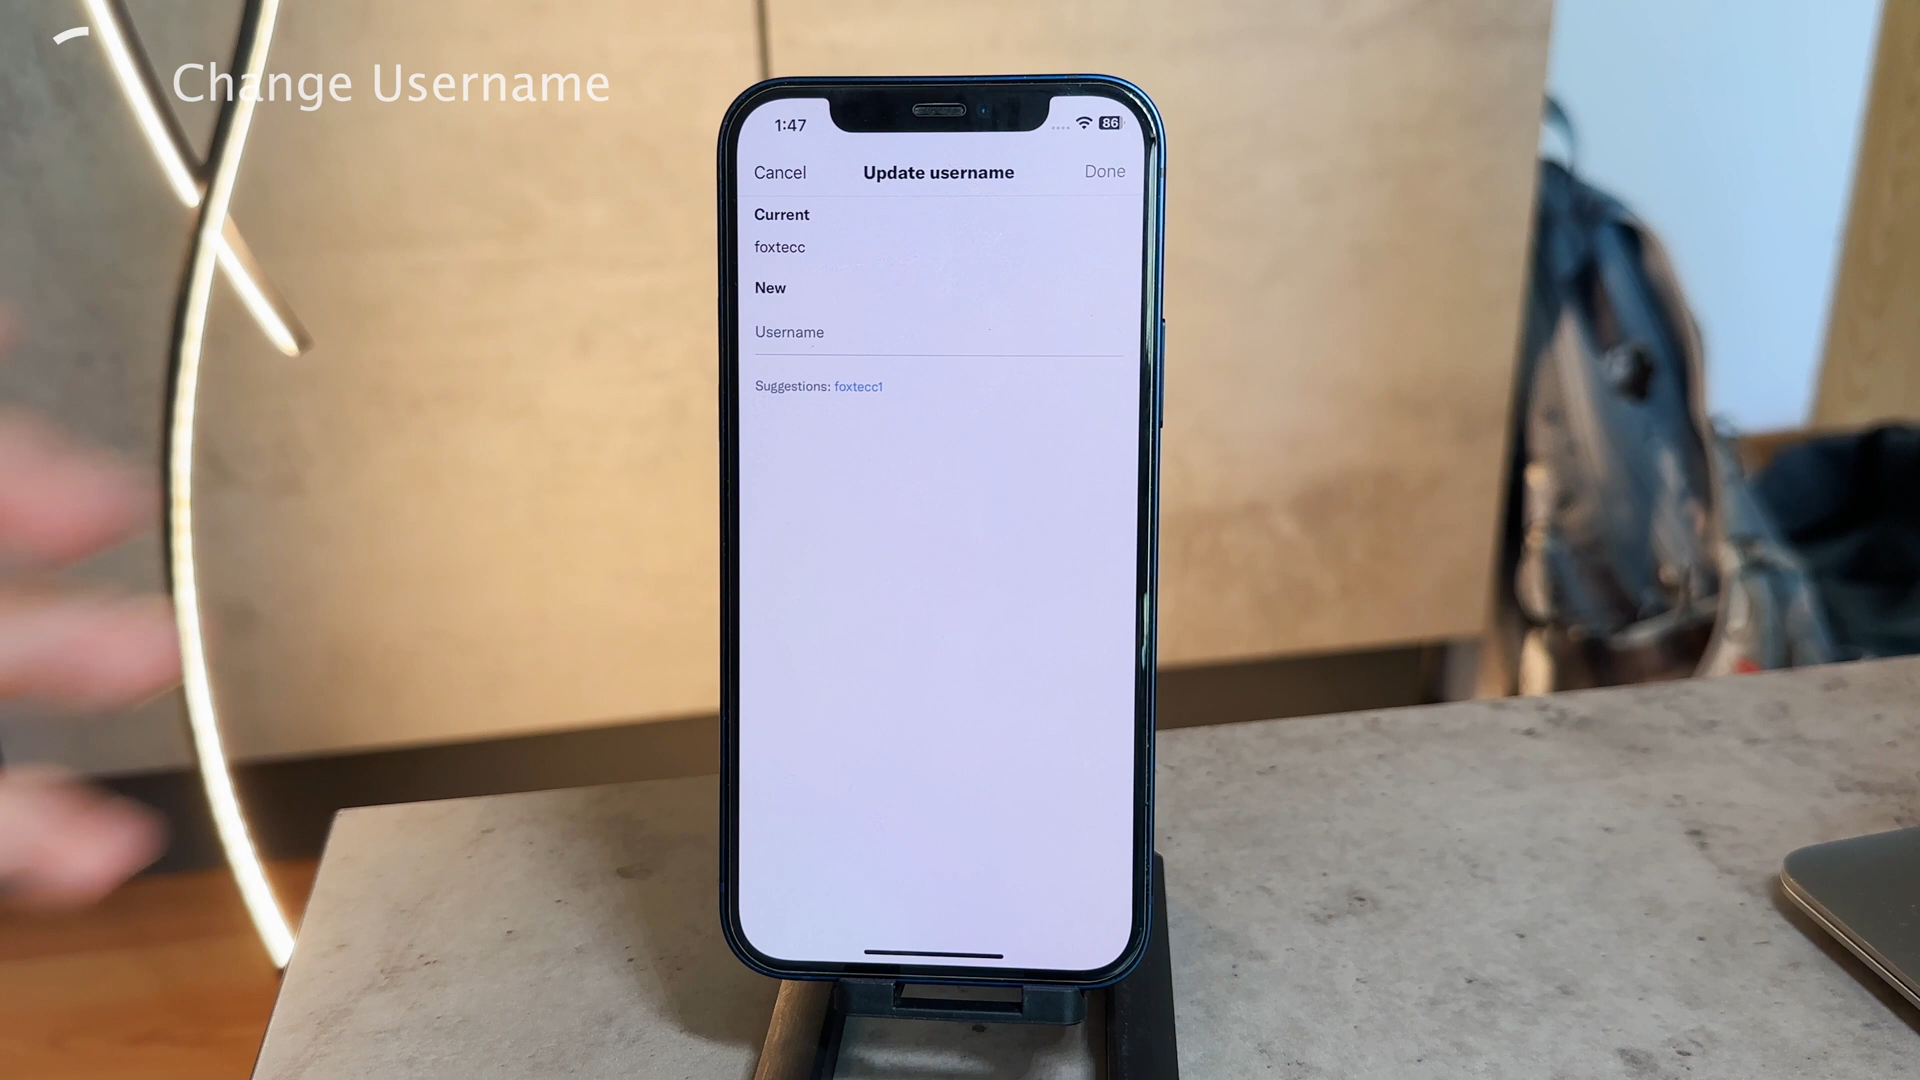 Change Username
1:47
86
Cancel
Update username
Done
Current
foxtecc
New
Username
Suggestions: foxtecc1